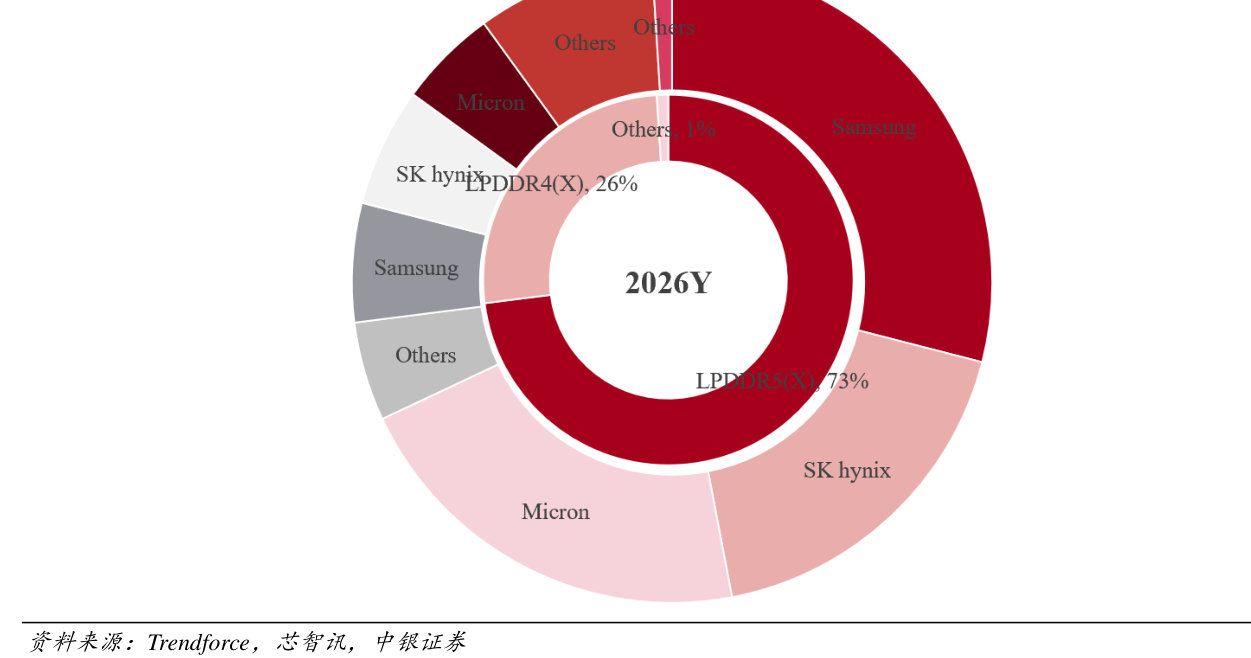 Others
Others
Micron
Samsung
Others, 1%
SK hynix
LPDDR4(X), 26%
Samsung
2026Y
Others
LPDDR5(X), 73%
SK hynix
Micron
资料来源：Trendforce，芯智讯，中银证券